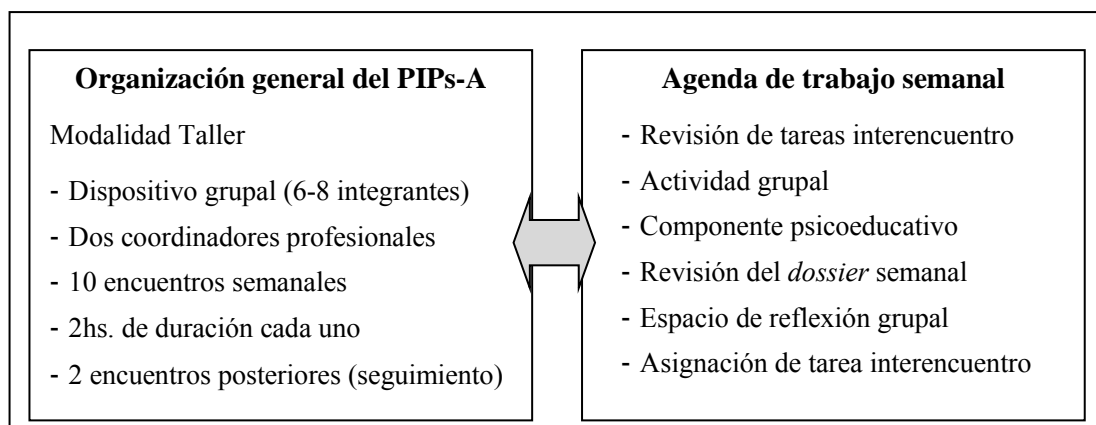 Organización general del PIPs-A
Modalidad Taller
- Dispositivo grupal (6-8 integrantes)
- Dos coordinadores profesionales
- 10 encuentros semanales
- 2hs. de duración cada uno
- 2 encuentros posteriores (seguimiento)
Agenda de trabajo semanal
- Revisión de tareas interencuentro
- Actividad grupal
- Componente psicoeducativo
- Revisión del dossier semanal
- Espacio de reflexión grupal
- Asignación de tarea interencuentro